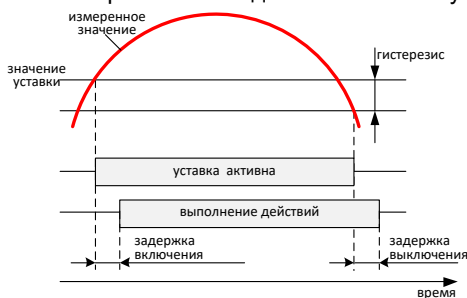 измеренное
значение
гистерезис
значение
уставки
уставка активна
выполнение действий
задержка
включения
задержка
выключения
время